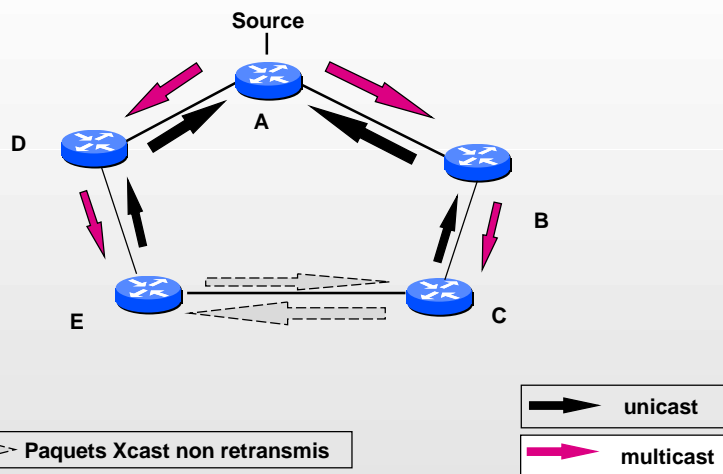 Source
A
D
B
E
C
unicast
Paquets Xcast non retransmis
multicast